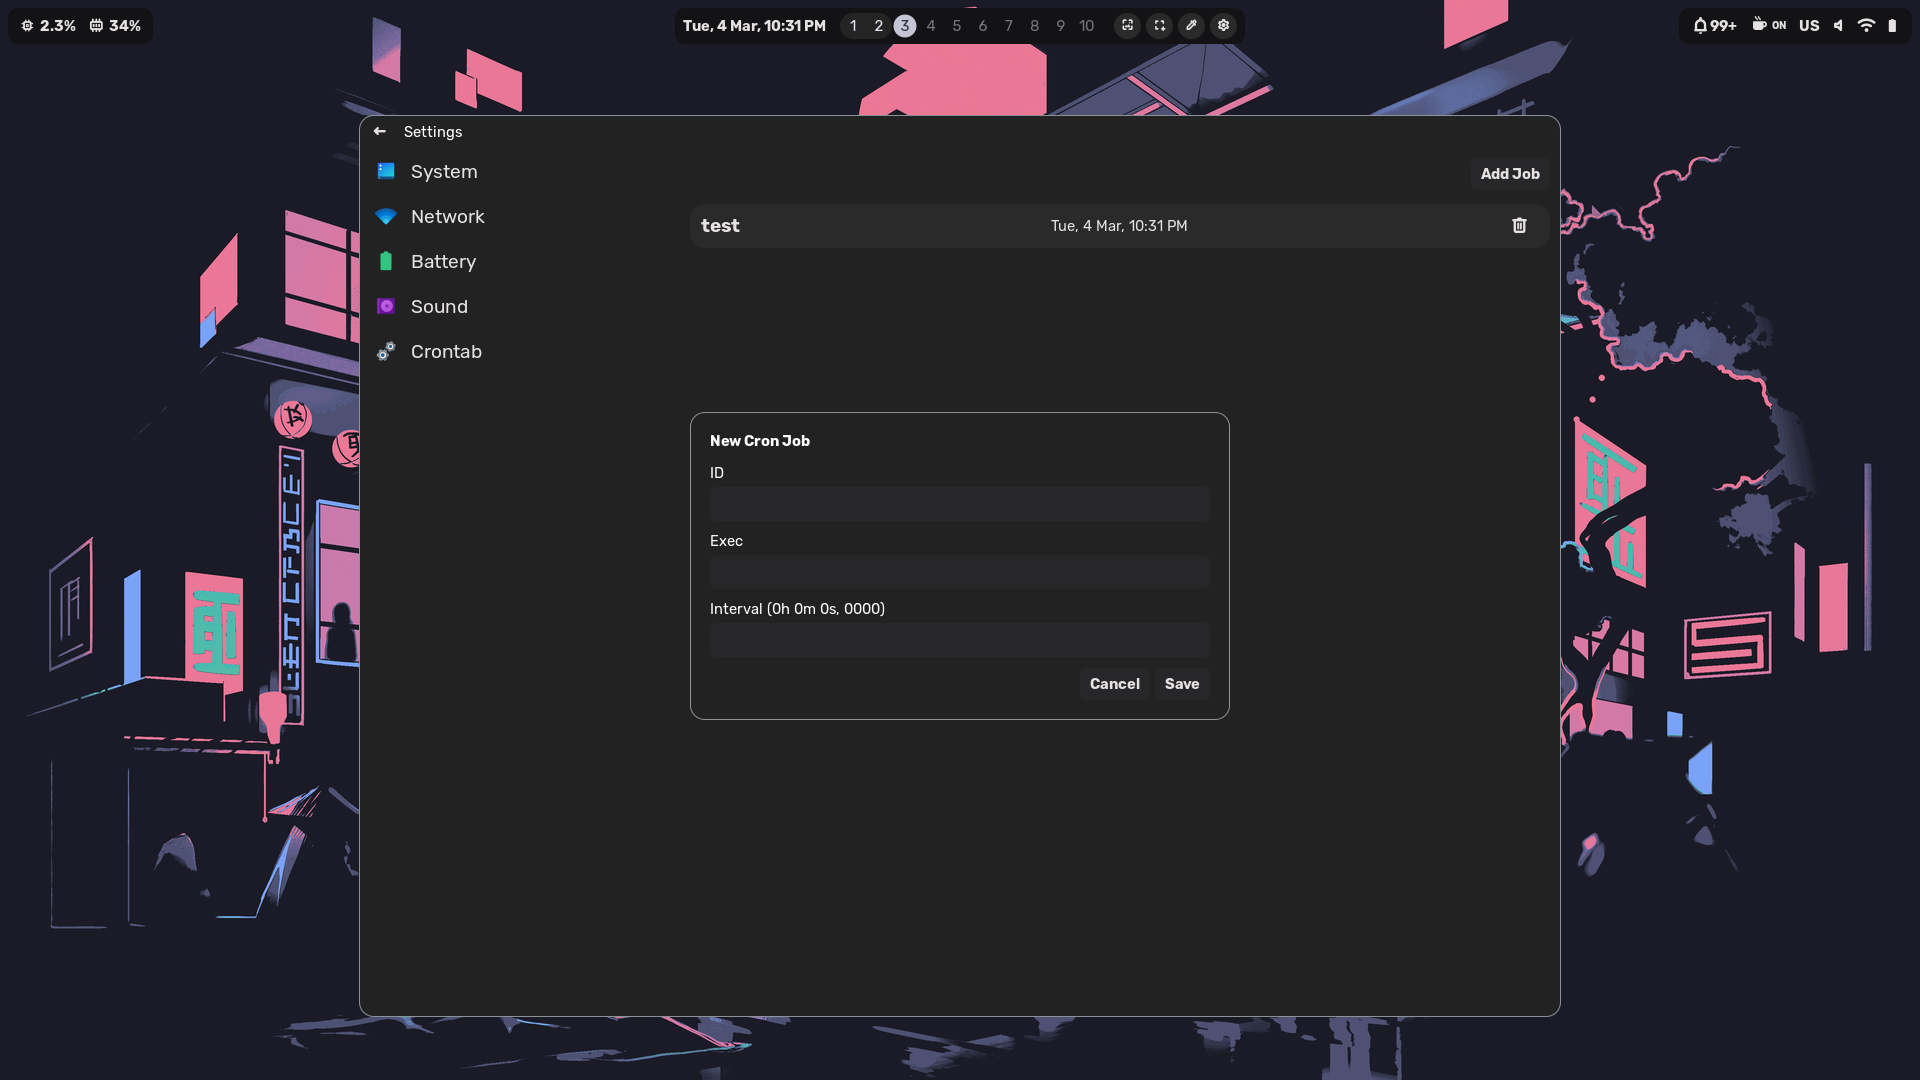 2.3% 34%
Tue, 4 Mar, 10:31 PM 1 2 3 4 5 6 7 8 9 10
99+ ON US
Settings
System
Network
Battery
Sound
Crontab
Add Job
test Tue, 4 Mar, 10:31 PM
New Cron Job
ID
Exec
Interval (0h 0m 0s, 0000)
Cancel Save